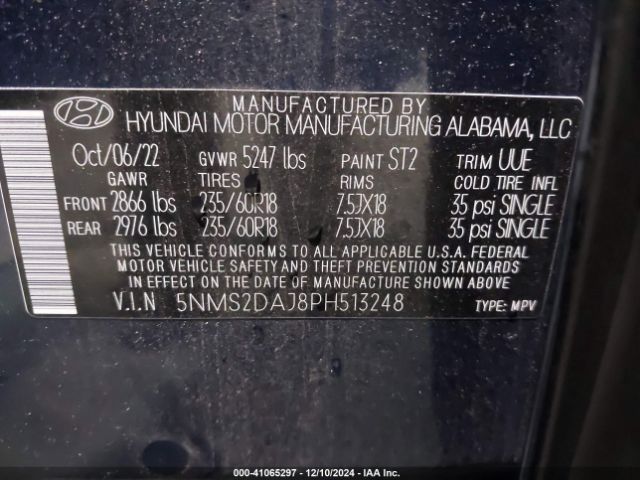 MANUFACTURED BY
HYUNDAI MOTOR MANUFACTURING ALABAMA, LLC
Oct/06/22 GVWR 5247 lbs PAINT ST2 TRIM UUE
GAWR TIRES RIMS COLD TIRE INFL
FRONT 2866 lbs 235/60R18 7.5JX18 35 psi SINGLE
REAR 2976 lbs 235/60R18 7.5JX18 35 psi SINGLE
THIS VEHICLE CONFORMS TO ALL APPLICABLE U.S.A. FEDERAL
MOTOR VEHICLE SAFETY AND THEFT PREVENTION STANDARDS
IN EFFECT ON THE DATE OF MANUFACTURE SHOWN ABOVE
V.I.N 5NMS2DAJ8PH513248 TYPE: MPV
000-41065297 - 12/10/2024 - IAA Inc.